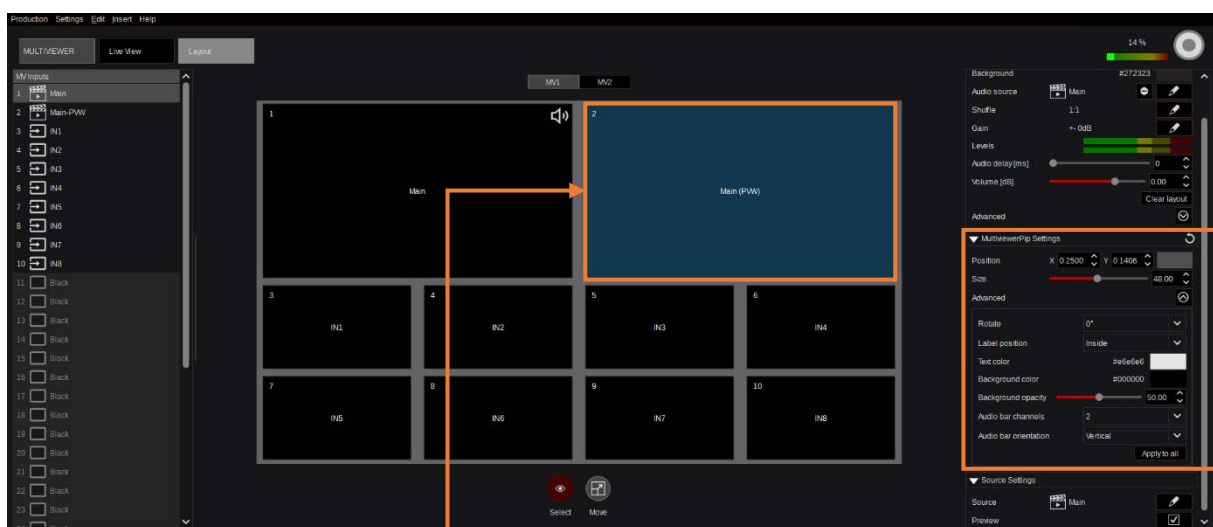 Production Settings Edit Insert Help
MULTIVIEWER Live View Layout
14 %
MV Inputs
1 Main
2 Main-PVW
3 IN1
4 IN2
5 IN3
6 IN4
7 IN5
8 IN6
9 IN7
10 IN8
11 Black
12 Black
13 Black
14 Black
15 Black
16 Black
17 Black
18 Black
19 Black
20 Black
21 Black
22 Black
23 Black
MV1 MV2
1 Main
2 Main (PVW)
3 IN1
4 IN2
5 IN3
6 IN4
7 IN5
8 IN6
9 IN7
10 IN8
Select Move
Background #272323
Audio source Main
Shuffle 1:1
Gain +- 0dB
Levels
Audio delay[ms] 0
Volume [dB] 0.00
Clear layout
Advanced
MultiviewerPip Settings
Position X 0.2500 Y 0.1406
Size 48.00
Advanced
Rotate 0°
Label position Inside
Text color #e6e6e6
Background color #000000
Background opacity 50.00
Audio bar channels 2
Audio bar orientation Vertical
Apply to all
Source Settings
Source Main
Preview